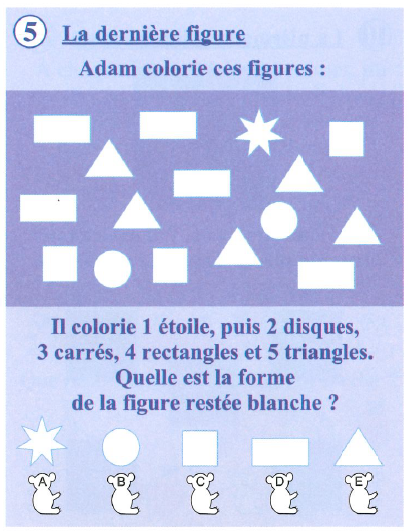 5 La dernière figure
Adam colorie ces figures :
Il colorie 1 étoile, puis 2 disques,
3 carrés, 4 rectangles et 5 triangles.
Quelle est la forme
de la figure restée blanche ?
A B C D E